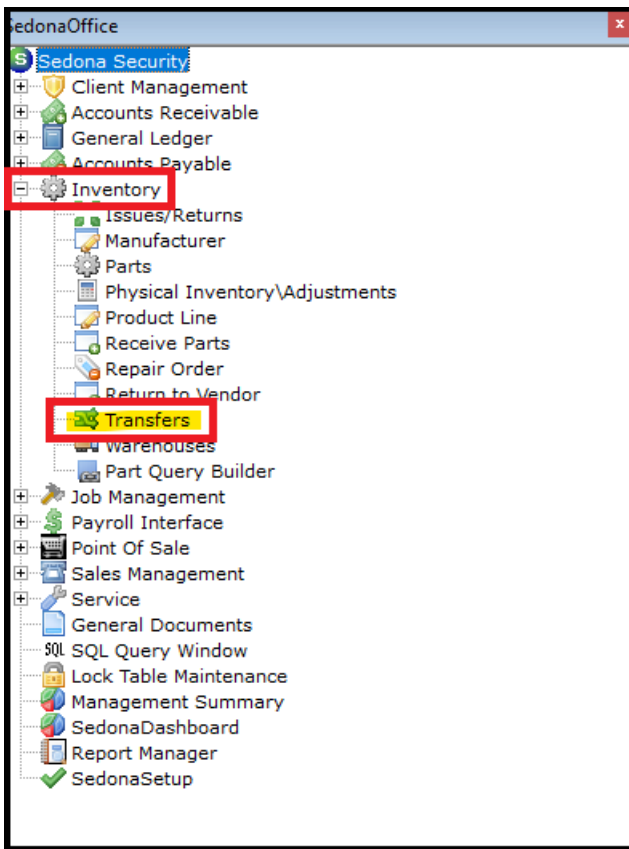 SedonaOffice
x
S Sedona Security
Client Management
Accounts Receivable
General Ledger
Accounts Payable
Inventory
Issues/Returns
Manufacturer
Parts
Physical Inventory\Adjustments
Product Line
Receive Parts
Repair Order
Return to Vendor
Transfers
Warehouses
Part Query Builder
Job Management
$ Payroll Interface
Point Of Sale
Sales Management
Service
General Documents
SQL SQL Query Window
Lock Table Maintenance
Management Summary
SedonaDashboard
Report Manager
SedonaSetup